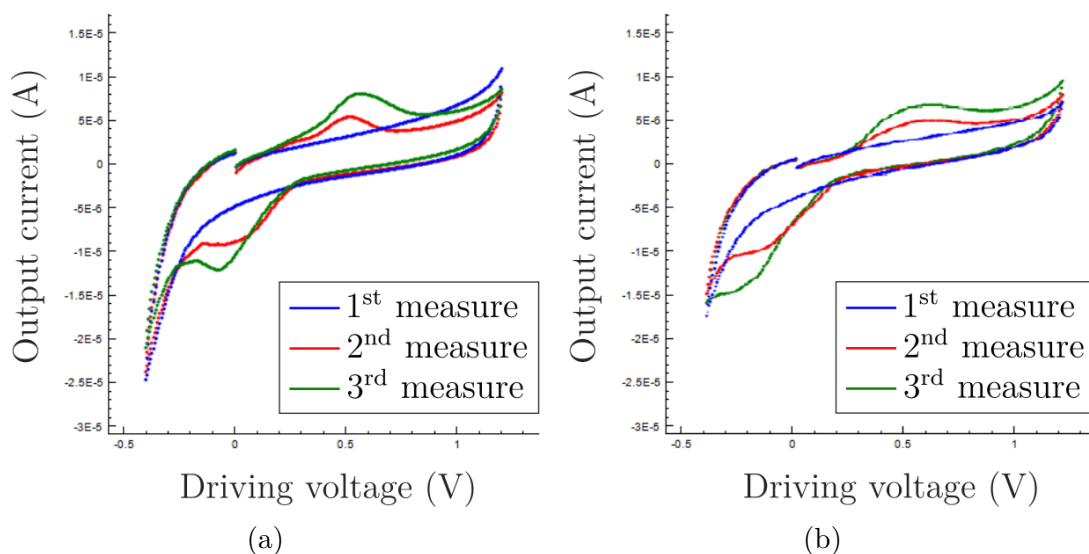 Output current (A)
1.5E-5
1E-5
5E-6
0
-5E-6
-1E-5
-1.5E-5
-2E-5
-2.5E-5
-3E-5
-0.5 0 0.5 1
1st measure
2nd measure
3rd measure
Driving voltage (V)
(a)
Output current (A)
1.5E-5
1E-5
5E-6
0
-5E-6
-1E-5
-1.5E-5
-2E-5
-2.5E-5
-3E-5
-0.5 0 0.5 1
1st measure
2nd measure
3rd measure
Driving voltage (V)
(b)